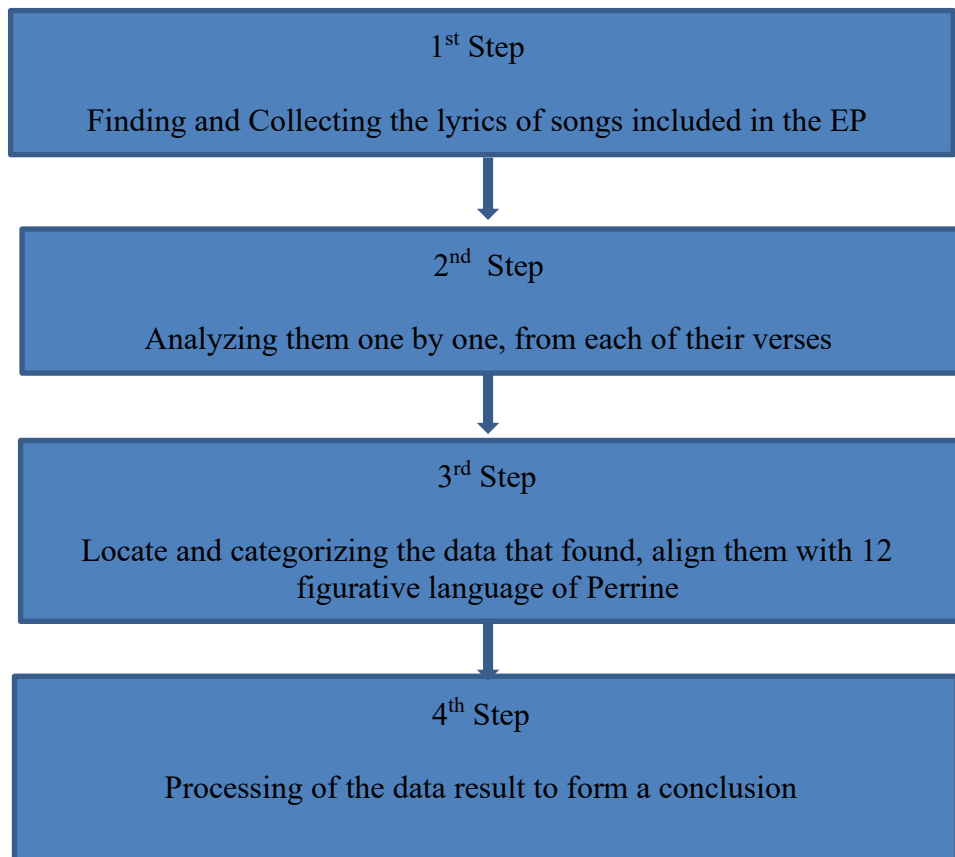 1st Step
Finding and Collecting the lyrics of songs included in the EP
2nd Step
Analyzing them one by one, from each of their verses
3rd Step
Locate and categorizing the data that found, align them with 12
figurative language of Perrine
4th Step
Processing of the data result to form a conclusion